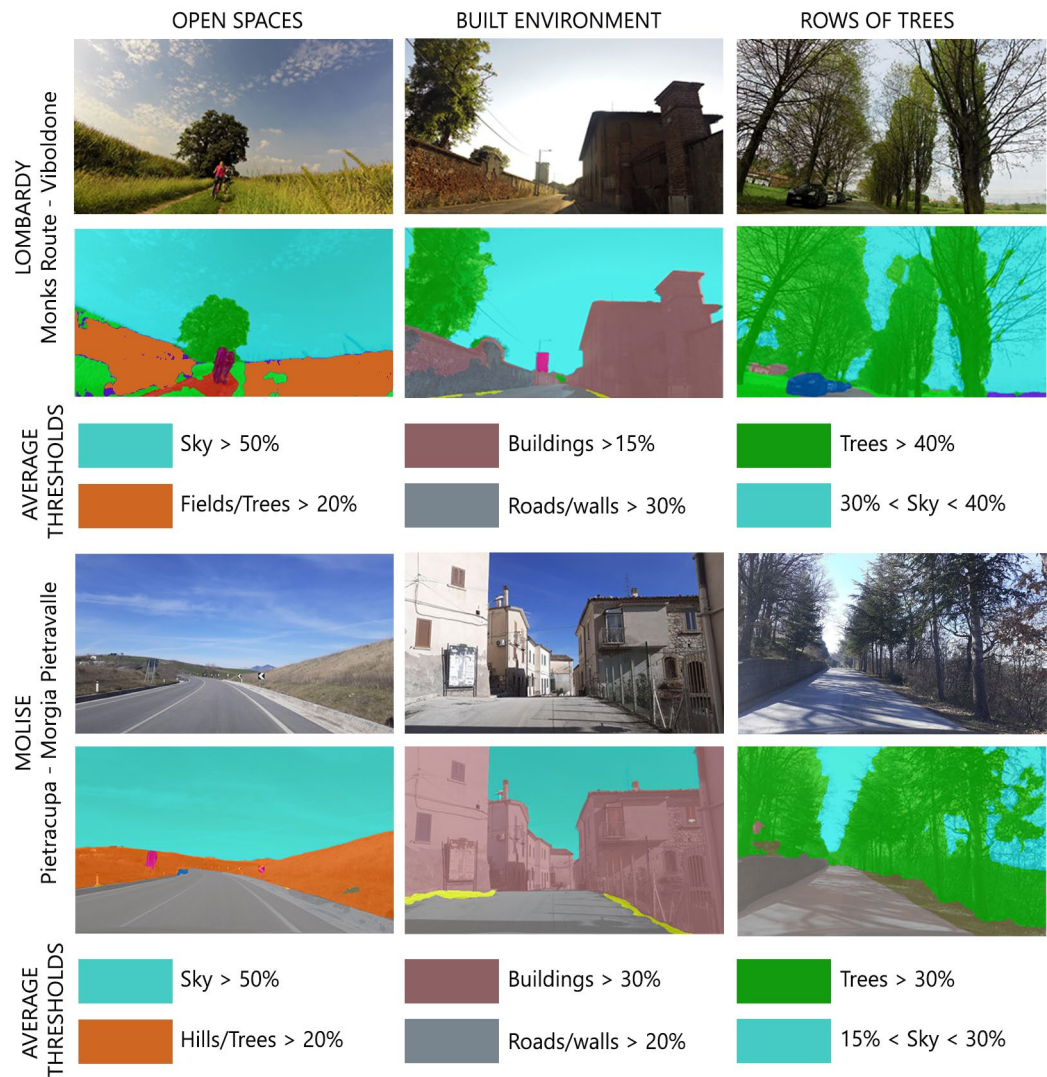 OPEN SPACES
BUILT ENVIRONMENT
ROWS OF TREES
LOMBARDY
Monks Route - Viboldone
AVERAGE
THRESHOLDS
Sky > 50%
Buildings >15%
Trees > 40%
Fields/Trees > 20%
Roads/walls > 30%
30% < Sky < 40%
MOLISE
Pietracupa - Morgia Pietravalle
AVERAGE
THRESHOLDS
Sky > 50%
Buildings > 30%
Trees > 30%
Hills/Trees > 20%
Roads/walls > 20%
15% < Sky < 30%